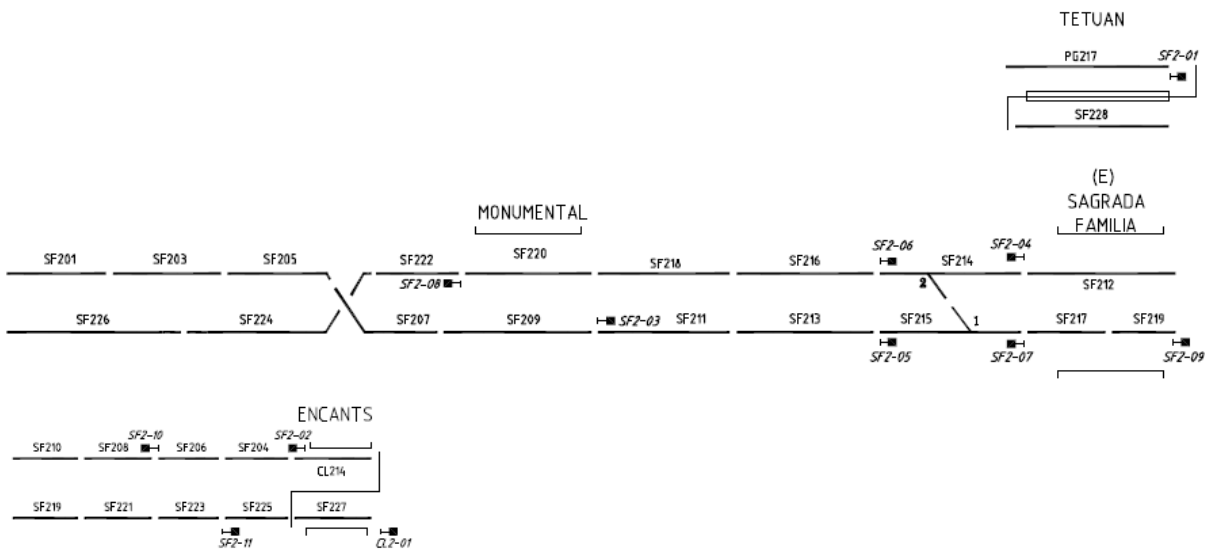 TETUAN
PG217 SF2-01
SF228
(E)
SAGRADA
FAMILIA
MONUMENTAL
SF2-06 SF2-04
SF201 SF203 SF205 SF222 SF220 SF218 SF216 SF214
SF2-08 2 SF212
SF226 SF224 SF207 SF209 SF2-03 SF211 SF213 SF215 1 SF217 SF219
SF2-05 SF2-07 SF2-09
ENCANTS
SF210 SF208 SF2-10 SF206 SF204 SF2-02
CL214
SF219 SF221 SF223 SF225 SF227
SF2-11 CL2-01